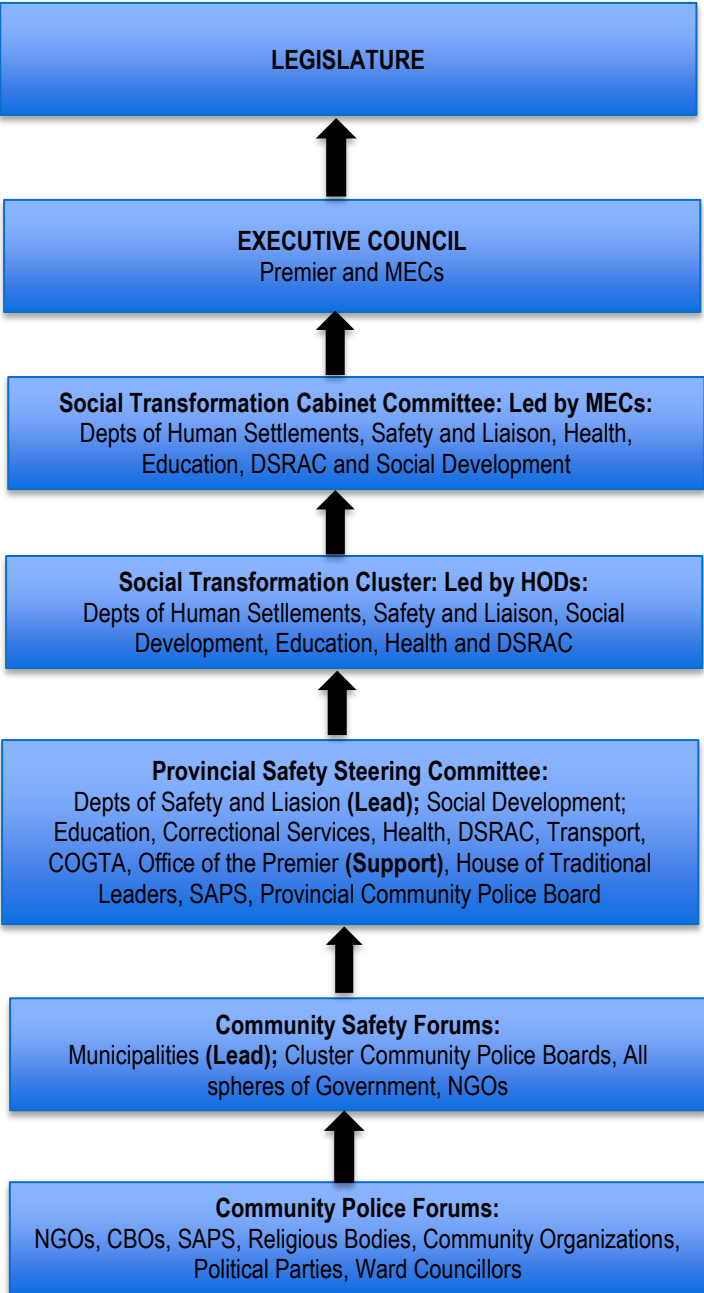 LEGISLATURE
EXECUTIVE COUNCIL
Premier and MECs
Social Transformation Cabinet Committee: Led by MECs:
Depts of Human Settlements, Safety and Liaison, Health,
Education, DSRAC and Social Development
Social Transformation Cluster: Led by HODs:
Depts of Human Setllements, Safety and Liaison, Social
Development, Education, Health and DSRAC
Provincial Safety Steering Committee:
Depts of Safety and Liasion (Lead); Social Development;
Education, Correctional Services, Health, DSRAC, Transport,
COGTA, Office of the Premier (Support), House of Traditional
Leaders, SAPS, Provincial Community Police Board
Community Safety Forums:
Municipalities (Lead); Cluster Community Police Boards, All
spheres of Government, NGOs
Community Police Forums:
NGOs, CBOs, SAPS, Religious Bodies, Community Organizations,
Political Parties, Ward Councillors